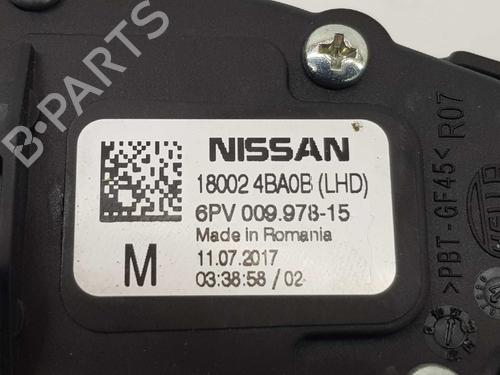 B-PARTS
NISSAN
18002 4BA0B (LHD)
6PV 009.978-15
Made in Romania
M
11.07.2017
03:38:58 / 02
>PBT-GF45< R07
HELLA